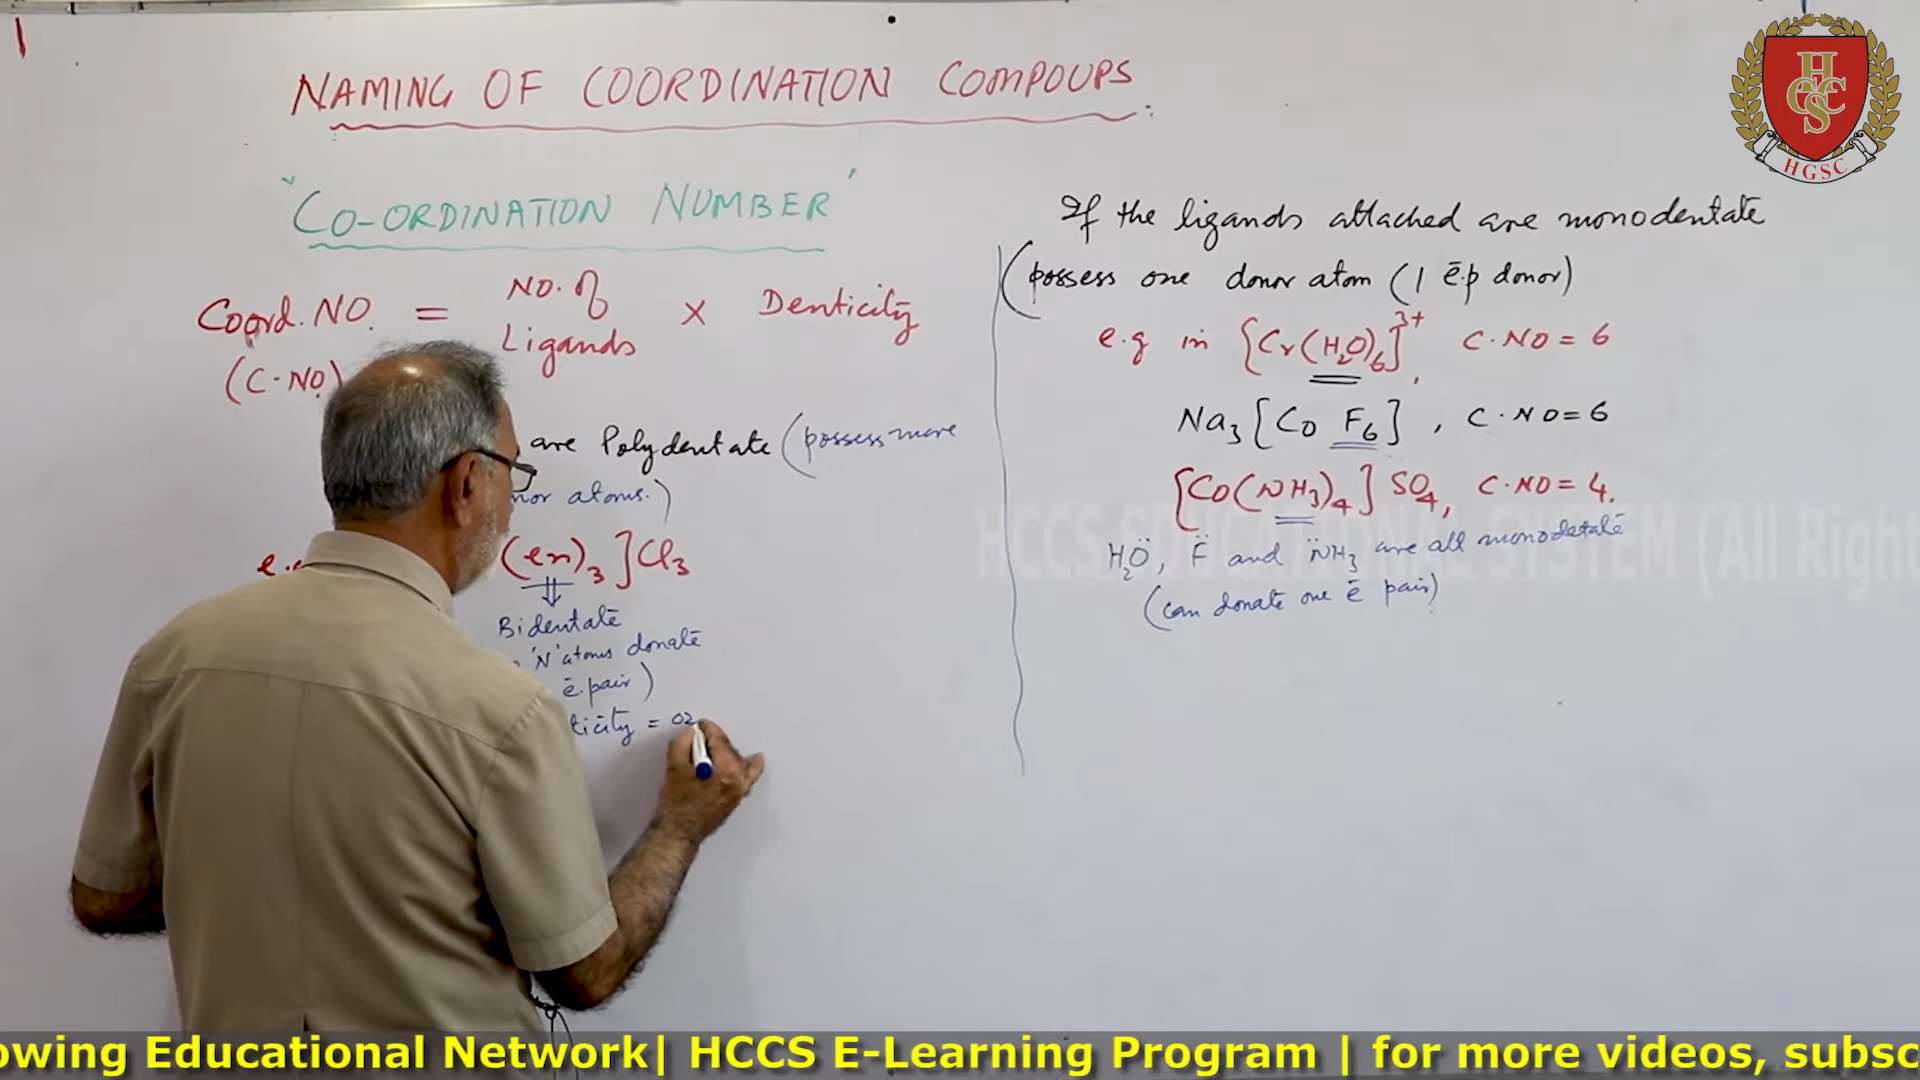 NAMING OF COORDINATION COMPOUPS
"CO-ORDINATION NUMBER"
Coord. NO. = NO. of Ligands x Denticity
(C.NO)
are Polydentate (possess more
nor atoms.)
e.g
(en)₃]Cl₃
Bidentate
'N' atoms donate
ē.pair)
ticity = 02
If the ligands attached are monodentate
(possess one donor atom (1 ē.p donor)
e.g in [Cr(H₂O)₆]³⁺, C.NO = 6
Na₃[CO F₆], C.NO = 6
[CO(NH₃)₄]SO₄, C.NO = 4.
H₂Ö, F̈ and N̈H₃ are all monodetate
(can donate one ē pair)
HGSC
HCCS EDUCATIONAL SYSTEM (All Right
owing Educational Network| HCCS E-Learning Program | for more videos, subsc